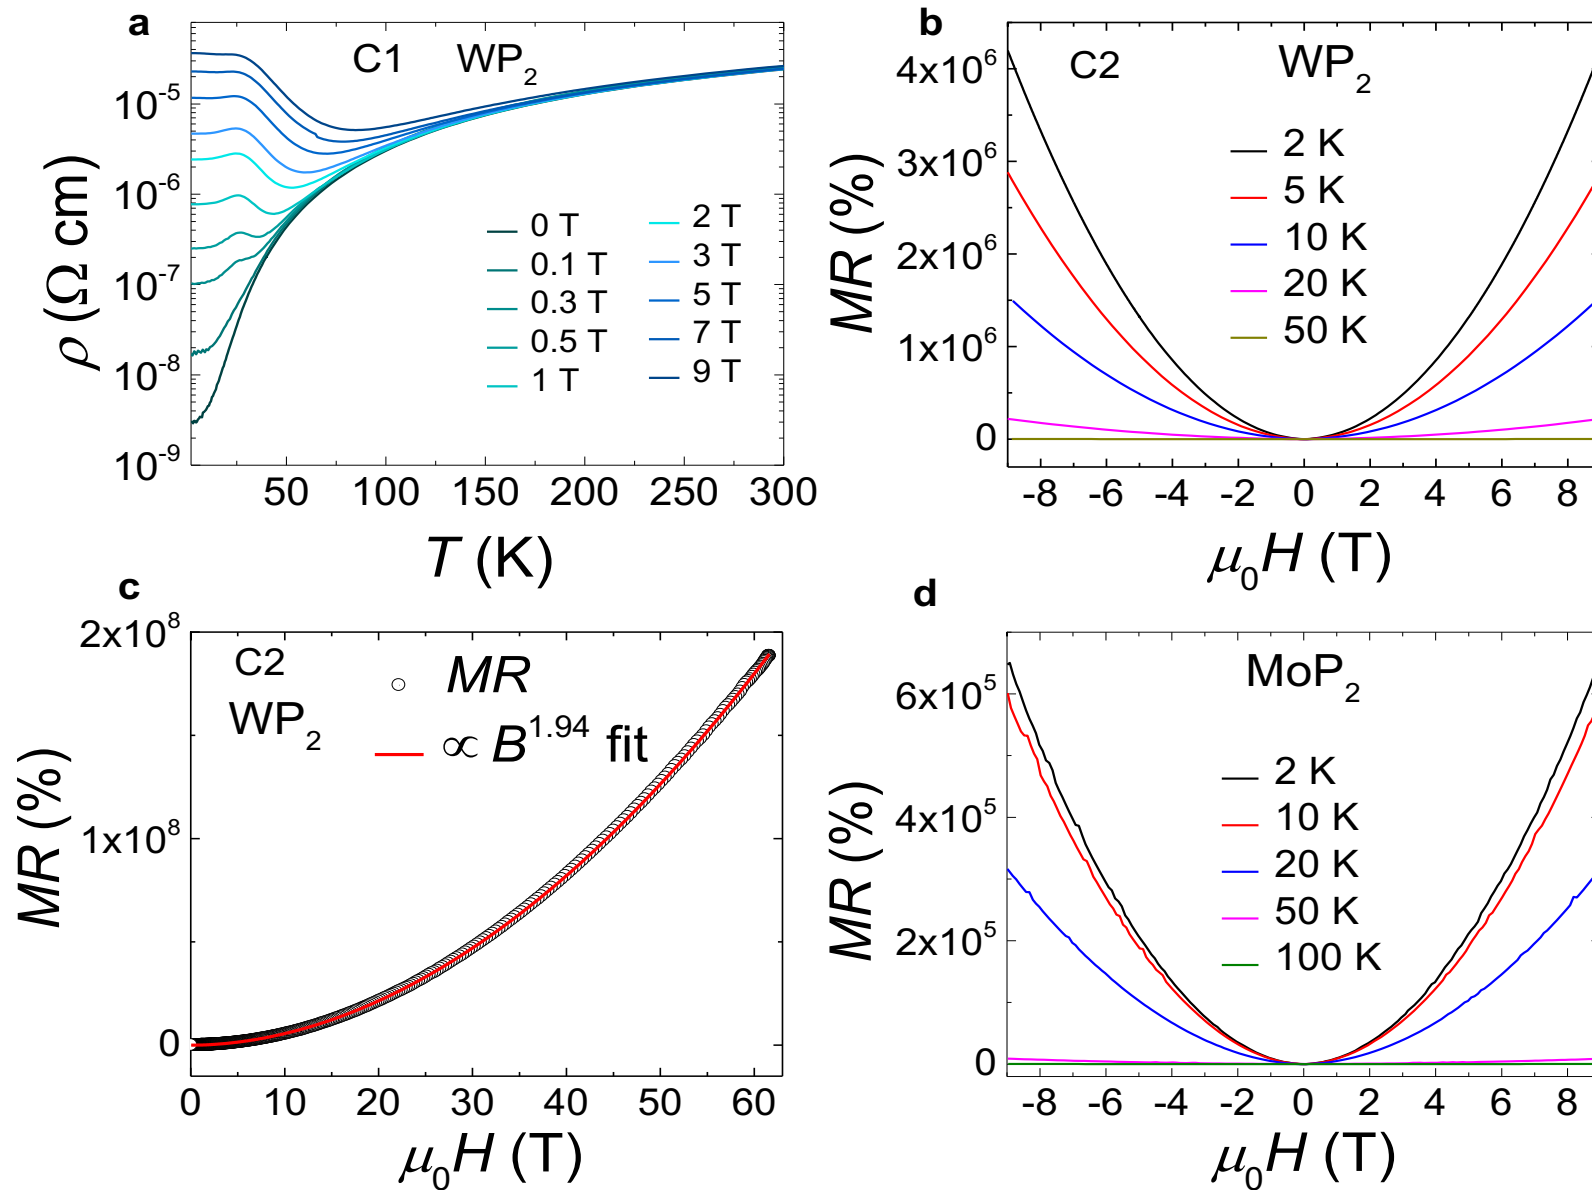 a
C1 WP2
10^-5
10^-6
10^-7
10^-8
10^-9
ρ (Ω cm)
0 T
0.1 T
0.3 T
0.5 T
1 T
2 T
3 T
5 T
7 T
9 T
50 100 150 200 250 300
T (K)
b
C2 WP2
4x10^6
3x10^6
2x10^6
1x10^6
0
MR (%)
2 K
5 K
10 K
20 K
50 K
-8 -6 -4 -2 0 2 4 6 8
μ0H (T)
c
C2
WP2
MR
∝ B^1.94 fit
2x10^8
1x10^8
0
MR (%)
0 10 20 30 40 50 60
μ0H (T)
d
MoP2
6x10^5
4x10^5
2x10^5
0
MR (%)
2 K
10 K
20 K
50 K
100 K
-8 -6 -4 -2 0 2 4 6 8
μ0H (T)